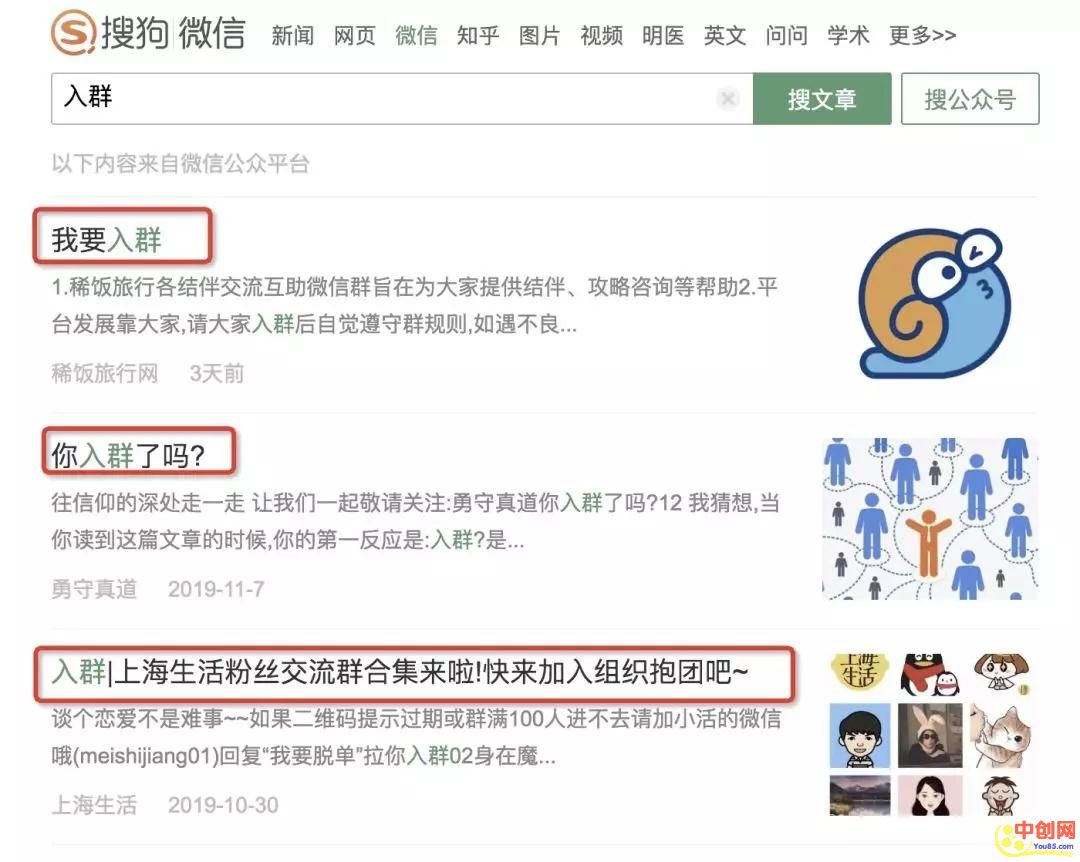 搜狗 微信 新闻 网页 微信 知乎 图片 视频 明医 英文 问问 学术 更多>>
入群 搜文章 搜公众号
以下内容来自微信公众平台
我要入群
1.稀饭旅行各结伴交流互助微信群旨在为大家提供结伴、攻略咨询等帮助2.平
台发展靠大家,请大家入群后自觉遵守群规则,如遇不良...
稀饭旅行网 3天前
你入群了吗?
往信仰的深处走一走 让我们一起敬请关注:勇守真道你入群了吗?12 我猜想,当
你读到这篇文章的时候,你的第一反应是:入群?是...
勇守真道 2019-11-7
入群|上海生活粉丝交流群合集来啦!快来加入组织抱团吧~
谈个恋爱不是难事~~如果二维码提示过期或群满100人进不去请加小活的微信
哦(meishijiang01)回复“我要脱单”拉你入群02身在魔...
上海生活 2019-10-30
上海
生活
中创网
You85.com